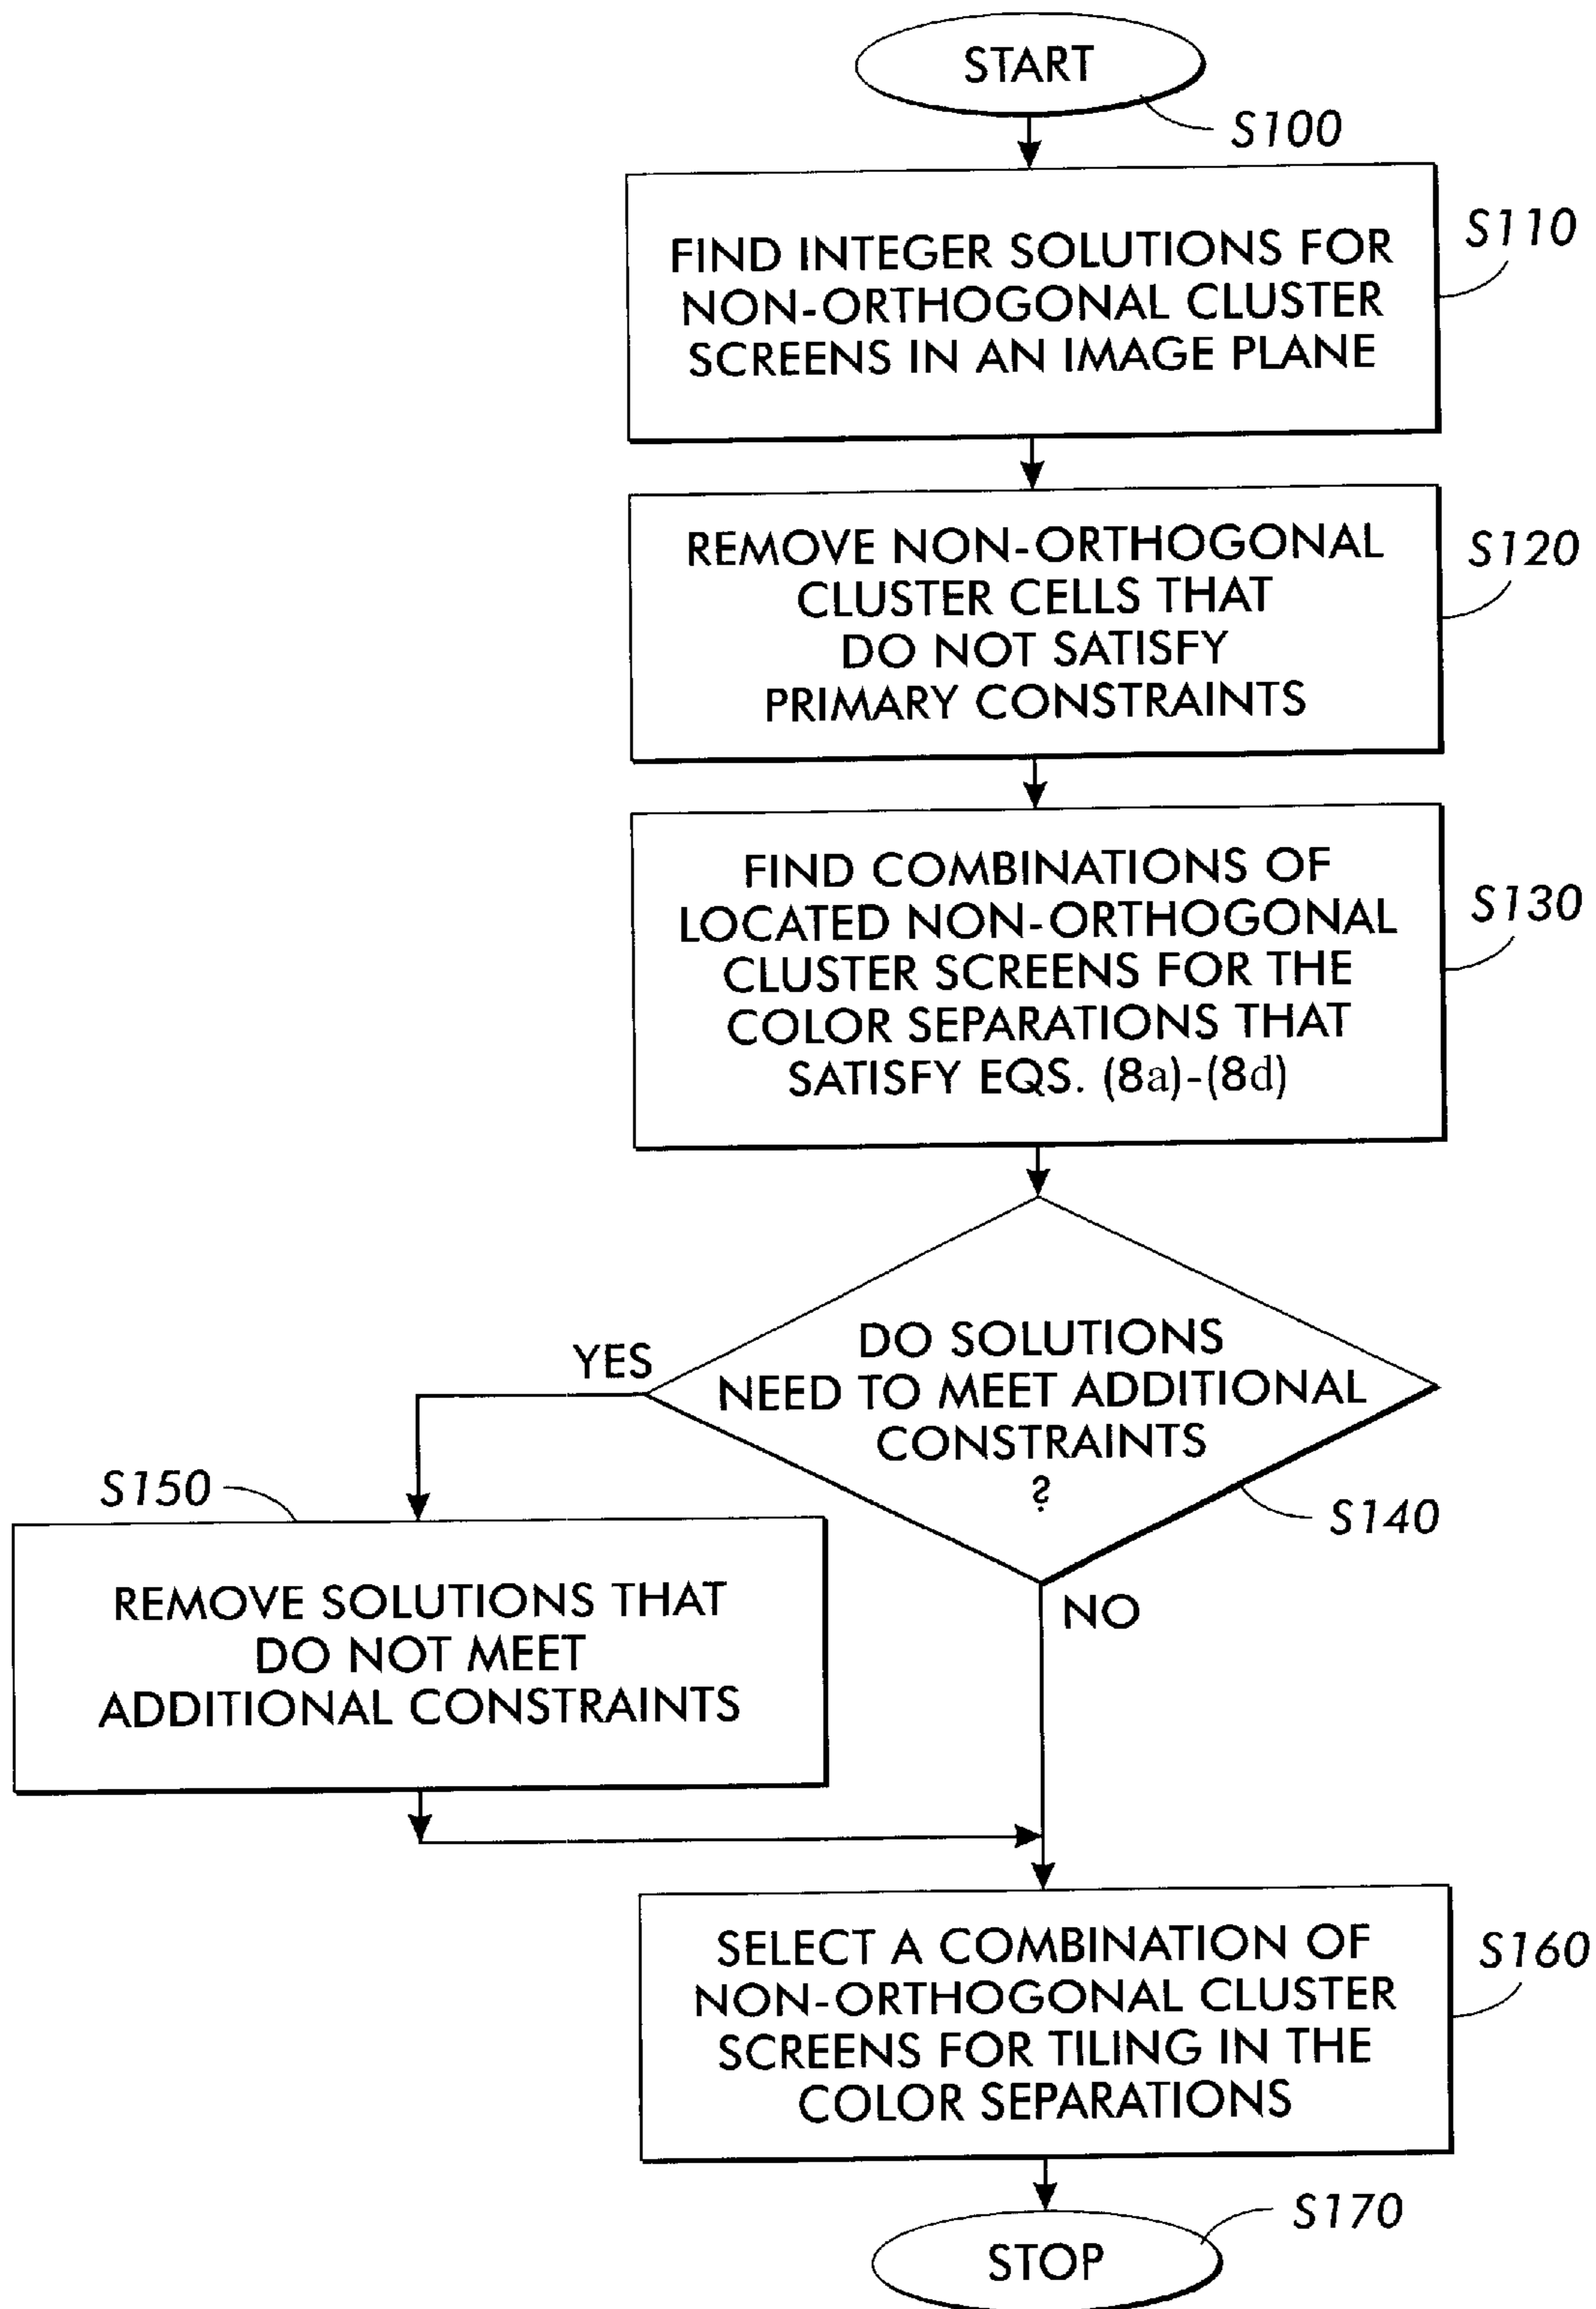 START
S100
FIND INTEGER SOLUTIONS FOR
NON-ORTHOGONAL CLUSTER
SCREENS IN AN IMAGE PLANE
S110
REMOVE NON-ORTHOGONAL
CLUSTER CELLS THAT
DO NOT SATISFY
PRIMARY CONSTRAINTS
S120
FIND COMBINATIONS OF
LOCATED NON-ORTHOGONAL
CLUSTER SCREENS FOR THE
COLOR SEPARATIONS THAT
SATISFY EQS. (8a)-(8d)
S130
DO SOLUTIONS
NEED TO MEET ADDITIONAL
CONSTRAINTS
?
S140
YES
NO
S150
REMOVE SOLUTIONS THAT
DO NOT MEET
ADDITIONAL CONSTRAINTS
SELECT A COMBINATION OF
NON-ORTHOGONAL CLUSTER
SCREENS FOR TILING IN THE
COLOR SEPARATIONS
S160
STOP
S170